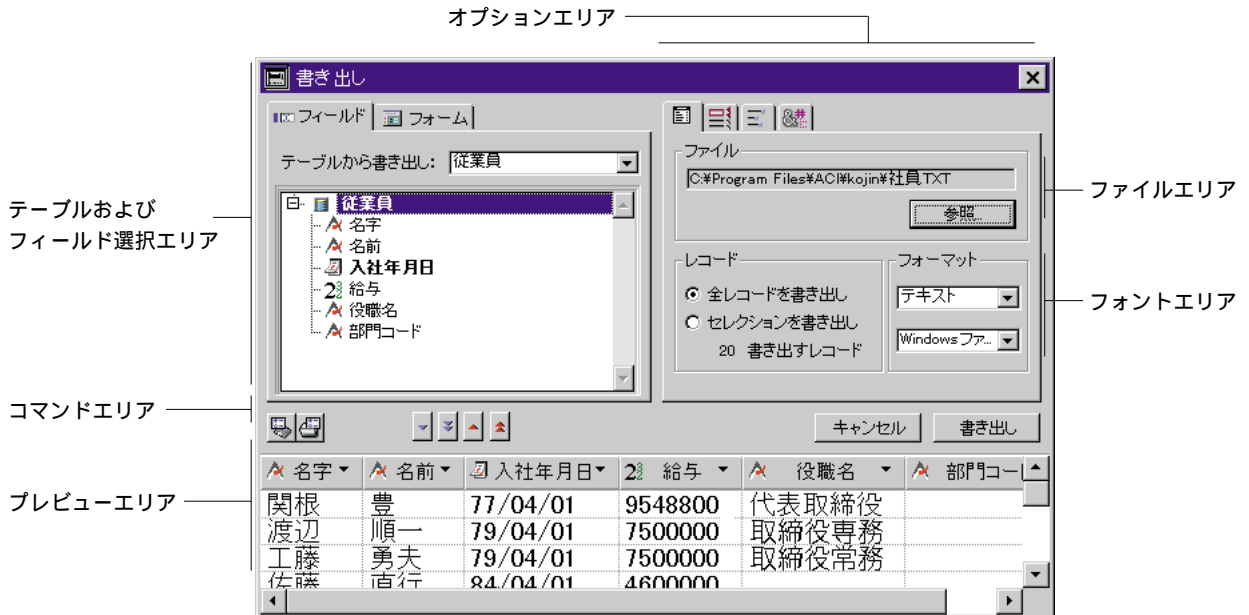 オプションエリア
書き出し
フィールド フォーム
テーブルから書き出し: 従業員
従業員
名字
名前
入社年月日
給与
役職名
部門コード
ファイル
C:¥Program Files¥ACI¥kojin¥社員TXT
参照...
レコード
全レコードを書き出し
セレクションを書き出し
20 書き出すレコード
フォーマット
テキスト
Windowsファ...
テーブルおよび
フィールド選択エリア
ファイルエリア
フォントエリア
コマンドエリア
キャンセル 書き出し
プレビューエリア
名字 名前 入社年月日 給与 役職名 部門コー
関根 豊 77/04/01 9548800 代表取締役
渡辺 順一 79/04/01 7500000 取締役専務
工藤 勇夫 79/04/01 7500000 取締役常務
佐藤 直行 84/04/01 4600000